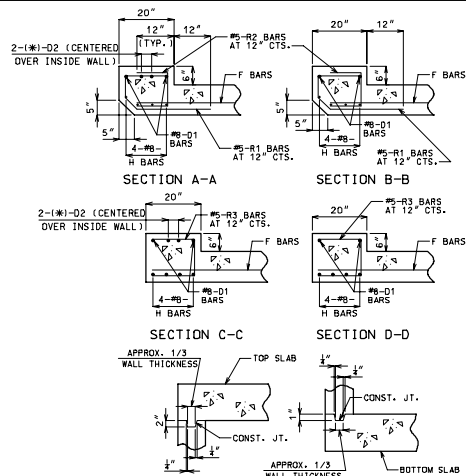 20"
12"
12"
(TYP.)
2-(*)-D2 (CENTERED
OVER INSIDE WALL)
#5-R2 BARS
AT 12" CTS.
6"
F BARS
5"
5"
#8-D1
BARS
4-#8-
H BARS
#5-R1 BARS
AT 12" CTS.
SECTION A-A
20"
12"
6"
F BARS
5"
5"
#8-D1
BARS
4-#8-
H BARS
#5-R1 BARS
AT 12" CTS.
SECTION B-B
20"
2-(*)-D2 (CENTERED
OVER INSIDE WALL)
#5-R3 BARS
AT 12" CTS.
6"
F BARS
#8-D1
BARS
4-#8-
H BARS
SECTION C-C
20"
#5-R3 BARS
AT 12" CTS.
6"
F BARS
#8-D1
BARS
4-#8-
H BARS
SECTION D-D
APPROX. 1/3
WALL THICKNESS
TOP SLAB
2"
CONST. JT.
1/4"
1/4"
1/4"
1/4"
CONST. JT.
1"
APPROX. 1/3
WALL THICKNESS
BOTTOM SLAB